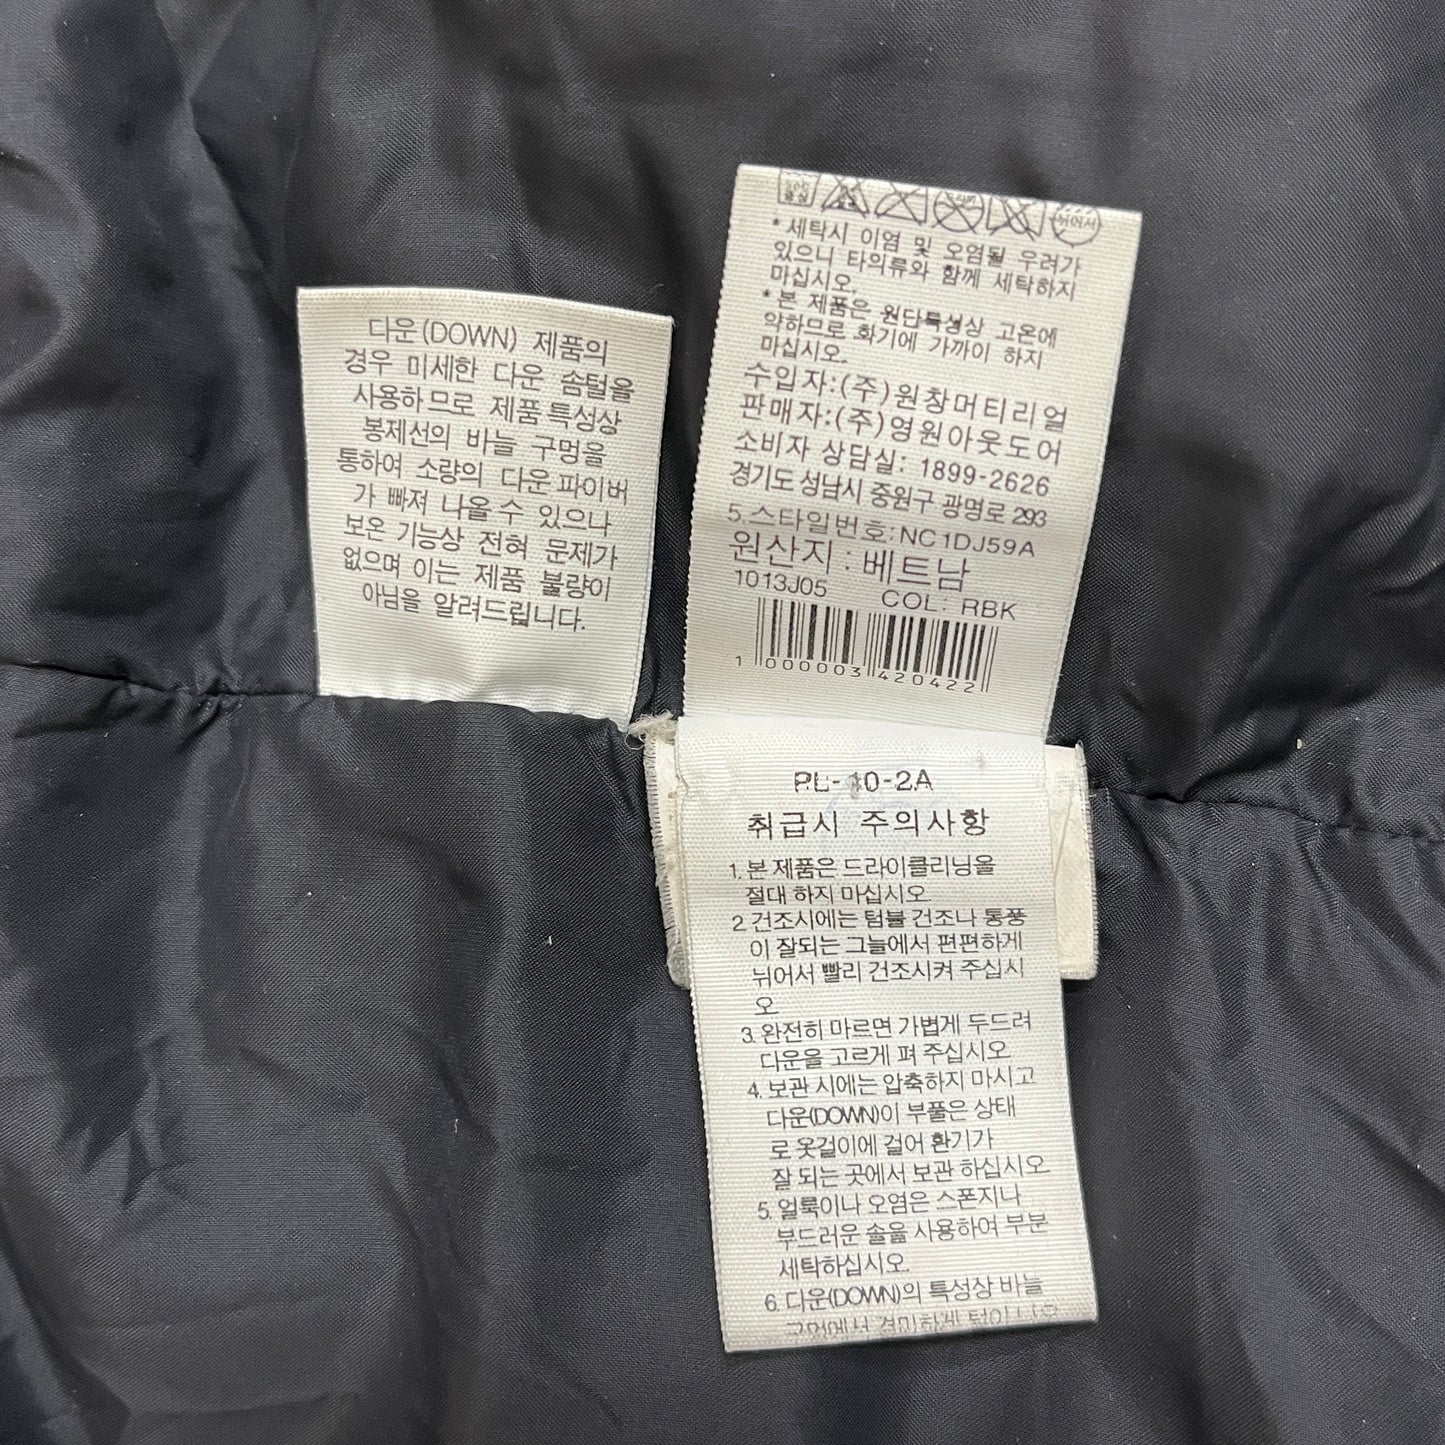 다운(DOWN) 제품의
경우 미세한 다운 솜털을
사용하므로 제품 특성상
봉제선의 바늘 구멍을
통하여 소량의 다운 파이버
가 빠져 나올 수 있으나
보온 기능상 전혀 문제가
없으며 이는 제품 불량이
아님을 알려드립니다.
뉘어서
*세탁시 이염 및 오염될 우려가
있으니 타의류와 함께 세탁하지
마십시오.
*본 제품은 원단특성상 고온에
약하므로 화기에 가까이 하지
마십시오.
수입자:(주)원창머티리얼
판매자:(주)영원아웃도어
소비자 상담실: 1899-2626
경기도 성남시 중원구 광명로 293
5.스타일번호:NC1DJ59A
원산지 : 베트남
1013J05 COL: RBK
1 000003 420422
PL-40-2A
취급시 주의사항
1. 본 제품은 드라이클리닝을
절대 하지 마십시오.
2. 건조시에는 텀블 건조나 통풍
이 잘되는 그늘에서 편편하게
뉘어서 빨리 건조시켜 주십시
오.
3. 완전히 마르면 가볍게 두드려
다운을 고르게 펴 주십시오.
4. 보관 시에는 압축하지 마시고
다운(DOWN)이 부풀은 상태
로 옷걸이에 걸어 환기가
잘 되는 곳에서 보관 하십시오.
5. 얼룩이나 오염은 스폰지나
부드러운 솔을 사용하여 부분
세탁하십시오.
6. 다운(DOWN)의 특성상 바늘
구멍에서 경미하게 털이